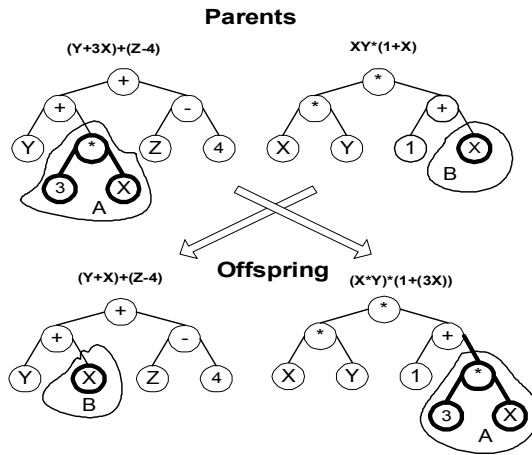 Parents
(Y+3X)+(Z-4) XY*(1+X)
+ *
+ - * +
Y * Z 4 X Y 1 X
3 X B
A
Offspring
(Y+X)+(Z-4) (X*Y)*(1+(3X))
+ *
+ - * +
Y X Z 4 X Y 1 *
B 3 X
A